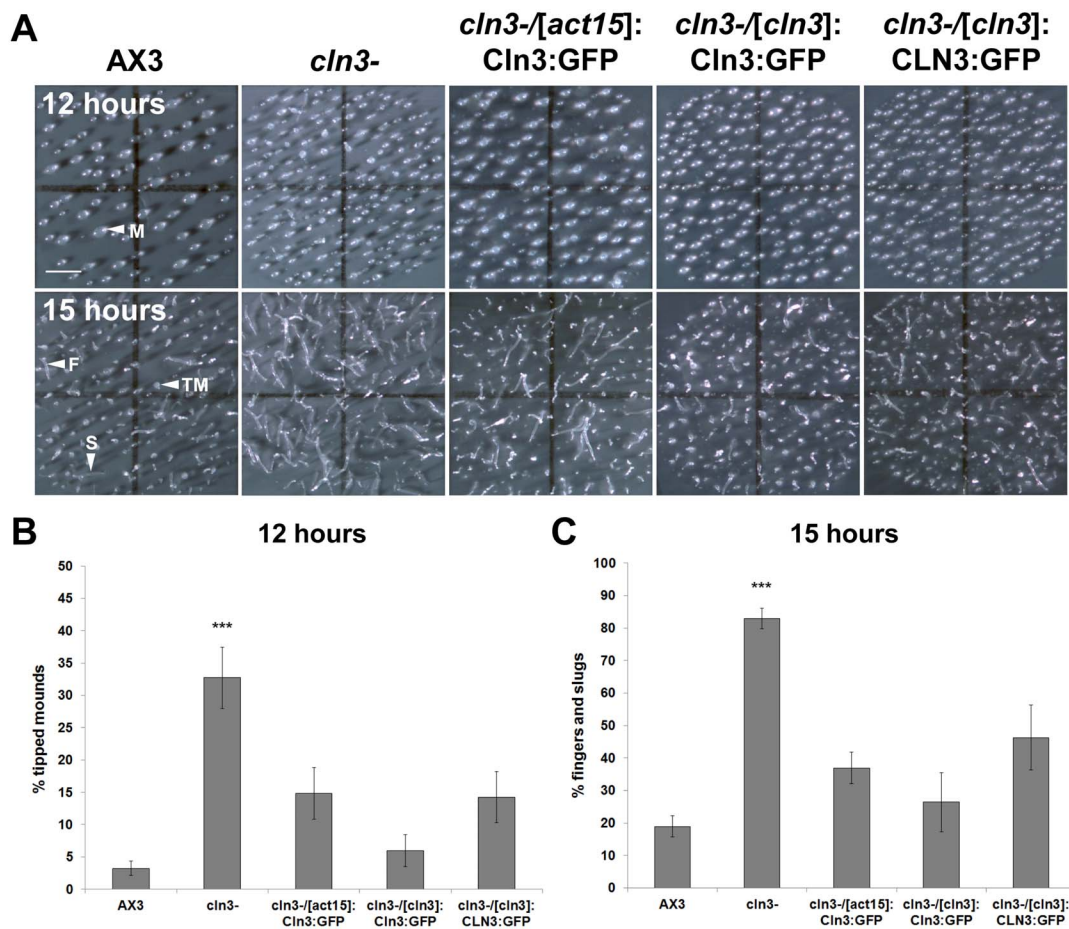 A
AX3
cln3-
cln3-/[act15]:
Cln3:GFP
cln3-/[cln3]:
Cln3:GFP
cln3-/[cln3]:
CLN3:GFP
12 hours
M
15 hours
F
TM
S
B
12 hours
% tipped mounds
50
45
40
35
30
25
20
15
10
5
0
***
AX3
cln3-
cln3-/[act15]:
Cln3:GFP
cln3-/[cln3]:
Cln3:GFP
cln3-/[cln3]:
CLN3:GFP
C
15 hours
% fingers and slugs
100
90
80
70
60
50
40
30
20
10
0
***
AX3
cln3-
cln3-/[act15]:
Cln3:GFP
cln3-/[cln3]:
Cln3:GFP
cln3-/[cln3]:
CLN3:GFP